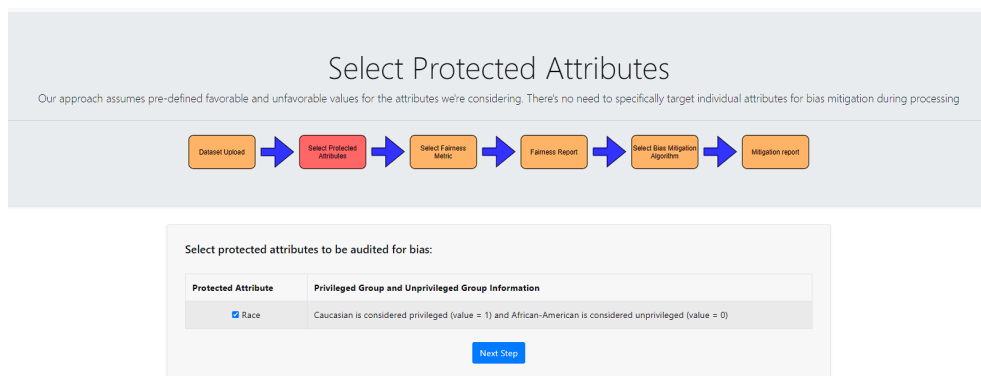 Select Protected Attributes
Our approach assumes pre-defined favorable and unfavorable values for the attributes we're considering. There's no need to specifically target individual attributes for bias mitigation during processing
Dataset Upload
Select Protected
Attributes
Select Fairness
Metric
Fairness Report
Select Bias Mitigation
Algorithm
Mitigation report
Select protected attributes to be audited for bias:
Protected Attribute
Privileged Group and Unprivileged Group Information
Race
Caucasian is considered privileged (value = 1) and African-American is considered unprivileged (value = 0)
Next Step